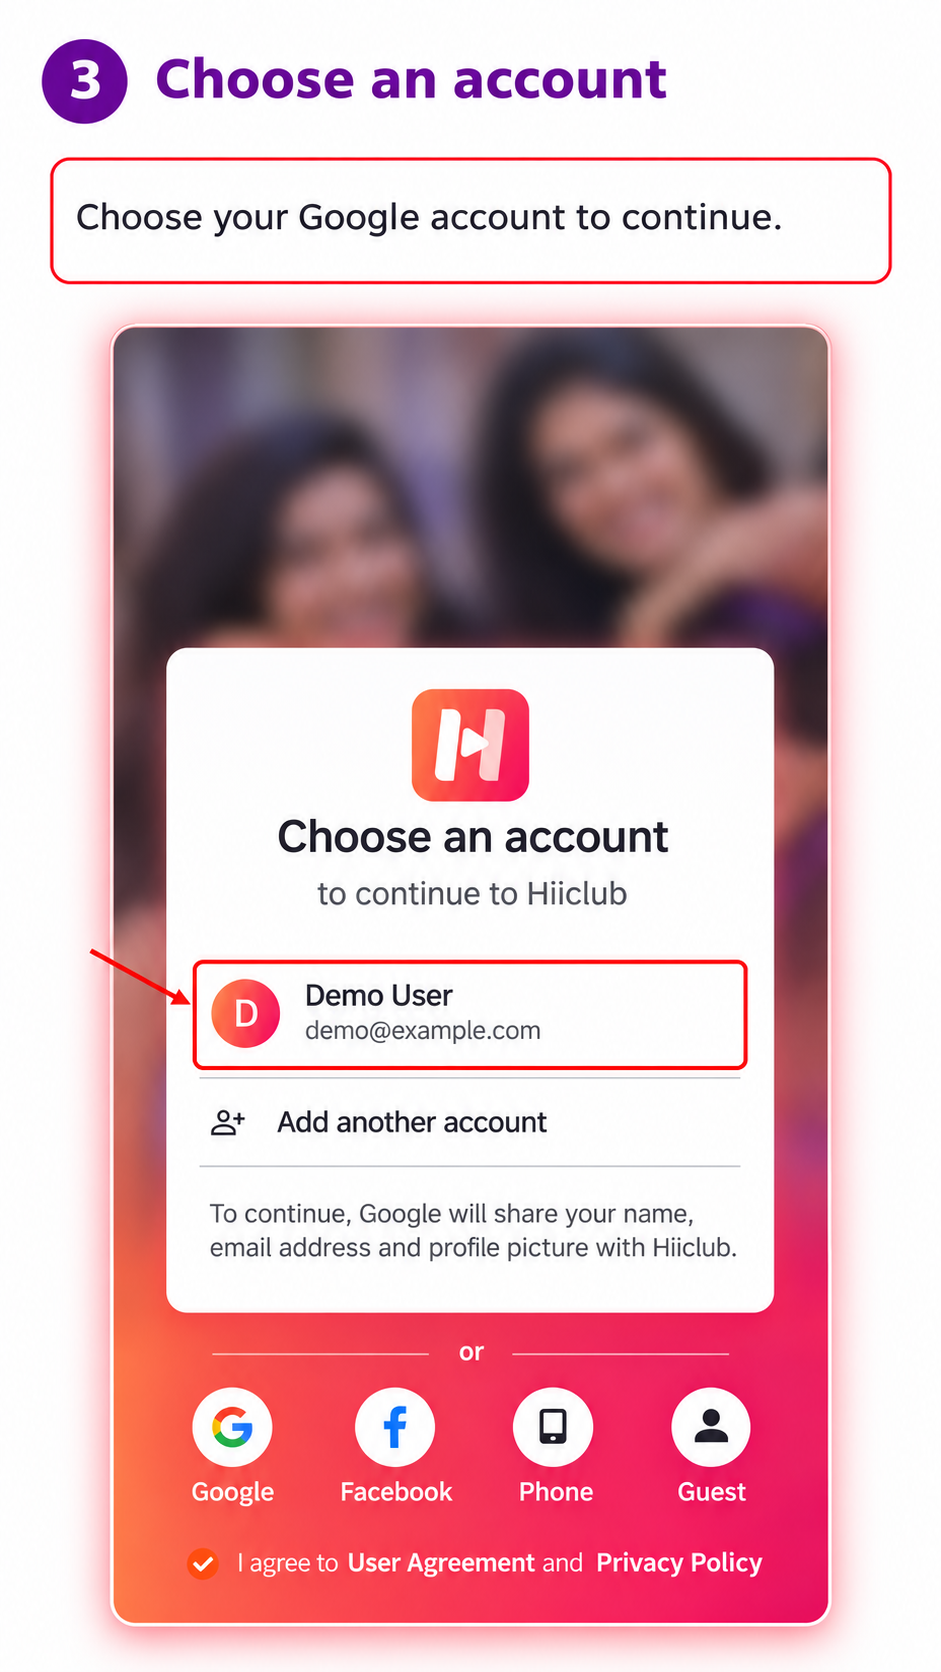 3 Choose an account
Choose your Google account to continue.
H
Choose an account
to continue to Hiiclub
D
Demo User
demo@example.com
Add another account
To continue, Google will share your name,
email address and profile picture with Hiiclub.
or
Google Facebook Phone Guest
I agree to User Agreement and Privacy Policy